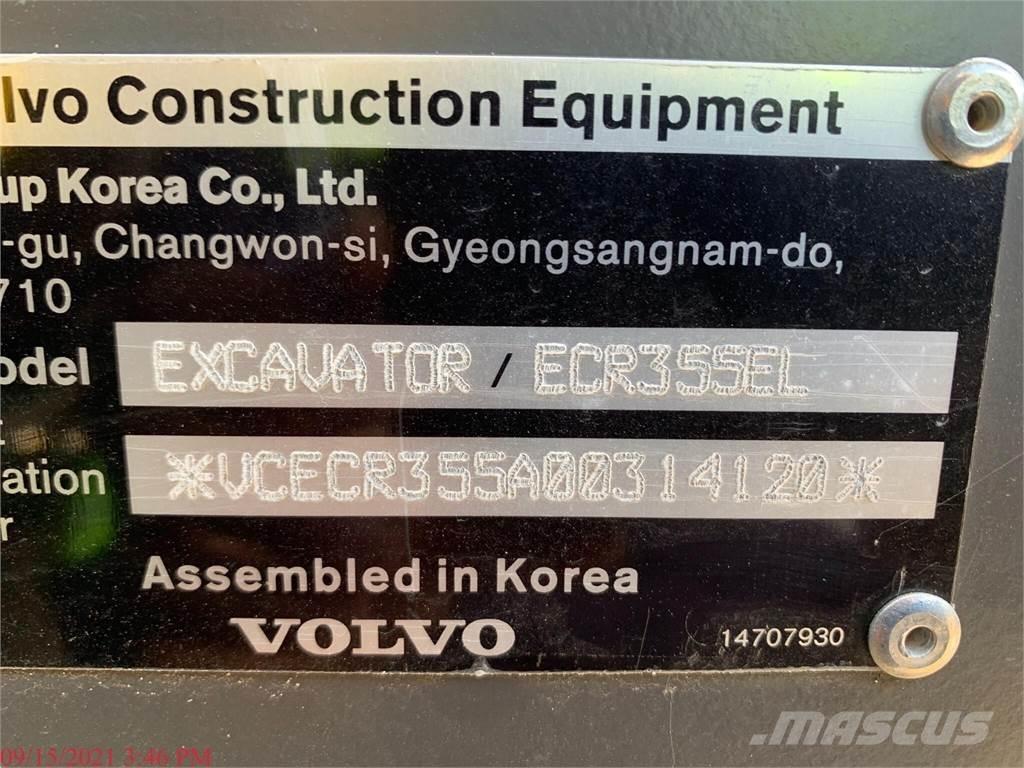 lvo Construction Equipment
up Korea Co., Ltd.
-gu, Changwon-si, Gyeongsangnam-do,
710
odel EXCAVATOR / ECR355EL
ation *VCECR355A00314120*
r
Assembled in Korea
VOLVO
14707930
MASCUS
09/15/2021 3:46 PM